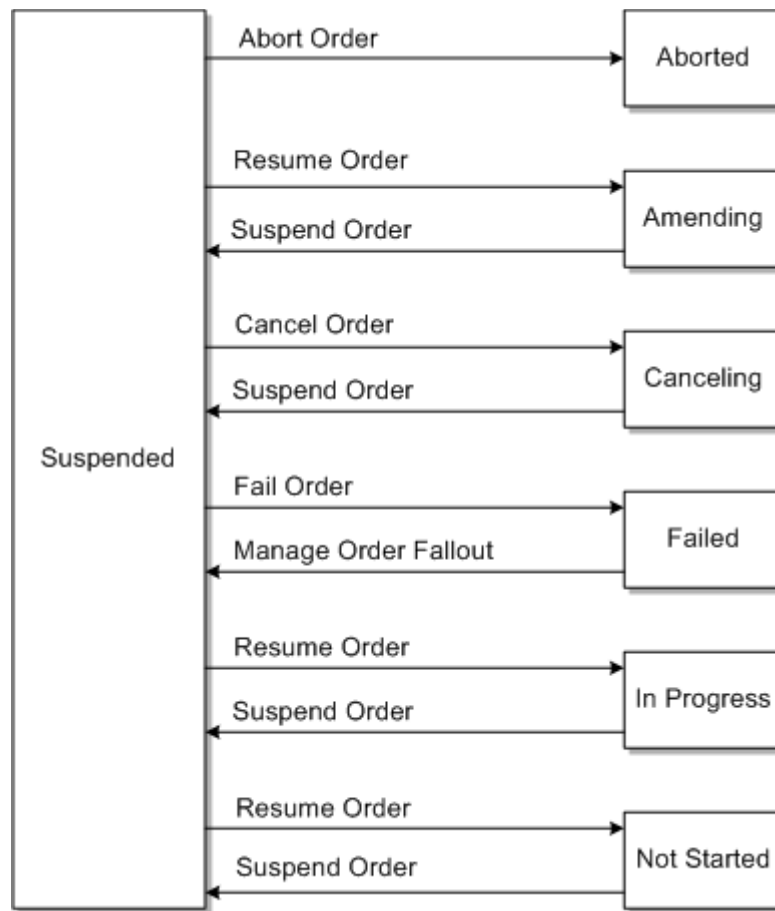 Abort Order
Aborted
Resume Order
Amending
Suspend Order
Cancel Order
Canceling
Suspend Order
Suspended
Fail Order
Failed
Manage Order Fallout
Resume Order
In Progress
Suspend Order
Resume Order
Not Started
Suspend Order